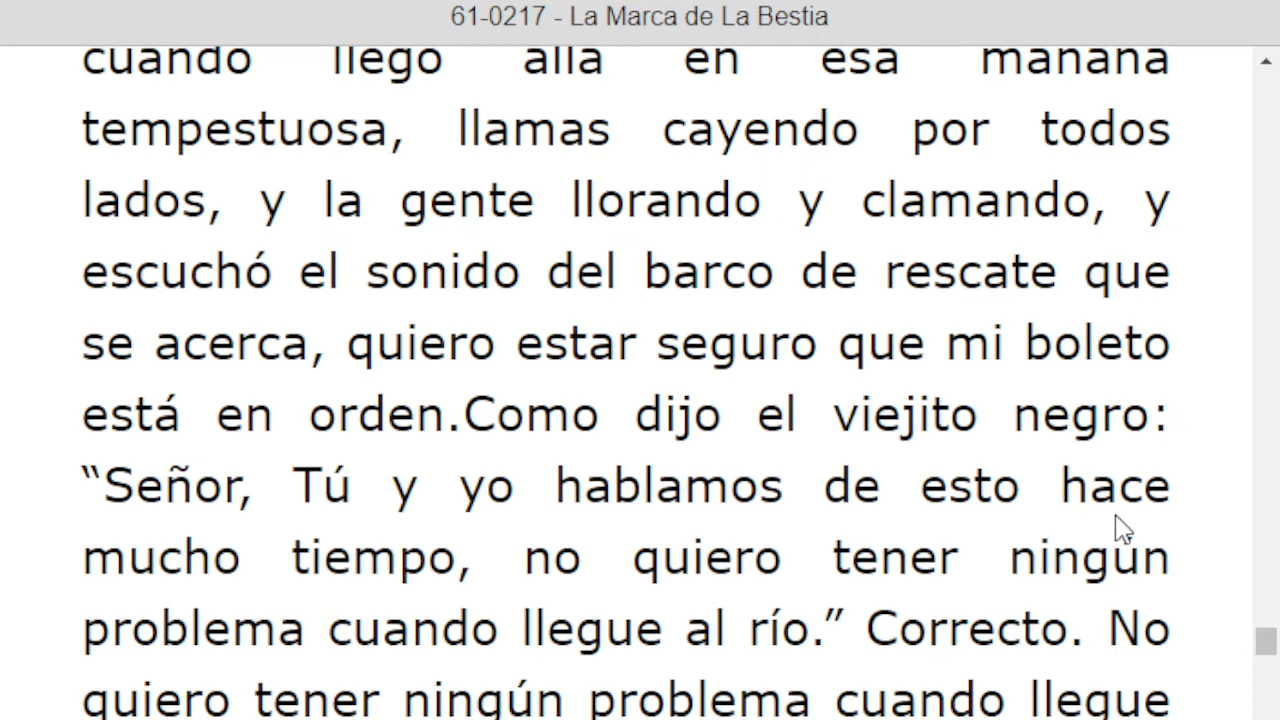 61-0217 - La Marca de La Bestia
cuando llegó allá en esa mañana
tempestuosa, llamas cayendo por todos
lados, y la gente llorando y clamando, y
escuchó el sonido del barco de rescate que
se acerca, quiero estar seguro que mi boleto
está en orden.Como dijo el viejito negro:
“Señor, Tú y yo hablamos de esto hace
mucho tiempo, no quiero tener ningún
problema cuando llegue al río.” Correcto. No
quiero tener ningún problema cuando llegue